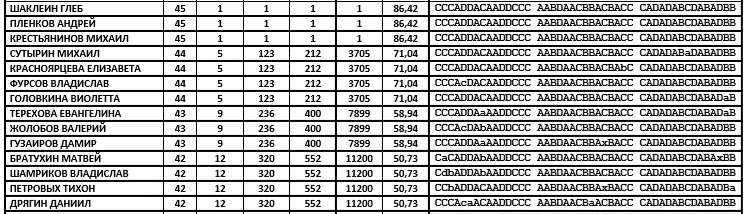 ШАКЛЕИН ГЛЕБ 45 1 1 1 1 86,42 CCCADDACAADDCCC AABDAACBBACBACC CADADABCDABADBB
ПЛЕНКОВ АНДРЕЙ 45 1 1 1 1 86,42 CCCADDACAADDCCC AABDAACBBACBACC CADADABCDABADBB
КРЕСТЬЯНИНОВ МИХАИЛ 45 1 1 1 1 86,42 CCCADDACAADDCCC AABDAACBBACBACC CADADABCDABADBB
СУТЫРИН МИХАИЛ 44 5 123 212 3705 71,04 CCCADDACAADDCCC AABDAACBBACBACC CADADABaDABADBB
КРАСНОЯРЦЕВА ЕЛИЗАВЕТА 44 5 123 212 3705 71,04 CCCADDACAADDCCC AABDAACBBACBAbC CADADABCDABADBB
ФУРСОВ ВЛАДИСЛАВ 44 5 123 212 3705 71,04 CCCAcDACAADDCCC AABDAACBBACBACC CADADABCDABADBB
ГОЛОВКИНА ВИОЛЕТТА 44 5 123 212 3705 71,04 CCCADDACAADDCCC AABDAACBBACBACC CADADABCDABADaB
ТЕРЕХОВА ЕВАНГЕЛИНА 43 9 236 400 7899 58,94 CCCADDAaAADDCCC AABDAACBBACBACC CADADABCDABADaB
ЖОЛОБОВ ВАЛЕРИЙ 43 9 236 400 7899 58,94 CCCAcDAbAADDCCC AABDAACBBACBACC CADADABCDABADBB
ГУЗАИРОВ ДАМИР 43 9 236 400 7899 58,94 CCCADDAaAADDCCC AABDAACBBAxBACC CADADABCDABADBB
БРАТУХИН МАТВЕЙ 42 12 320 552 11200 50,73 CaCADDAbAADDCCC AABDAACBBACBACC CADADABCDABAxBB
ШАМРИКОВ ВЛАДИСЛАВ 42 12 320 552 11200 50,73 CdbADDAbAADDCCC AABDAACBBACBACC CADADABCDABADBB
ПЕТРОВЫХ ТИХОН 42 12 320 552 11200 50,73 CCbADDACAADDCCC AABDAACBBAxBACC CADADABCDABADBa
ДРЯГИН ДАНИИЛ 42 12 320 552 11200 50,73 CCCAcaACAADDCCC AABDAACBaACBACC CADADABCDABADBB